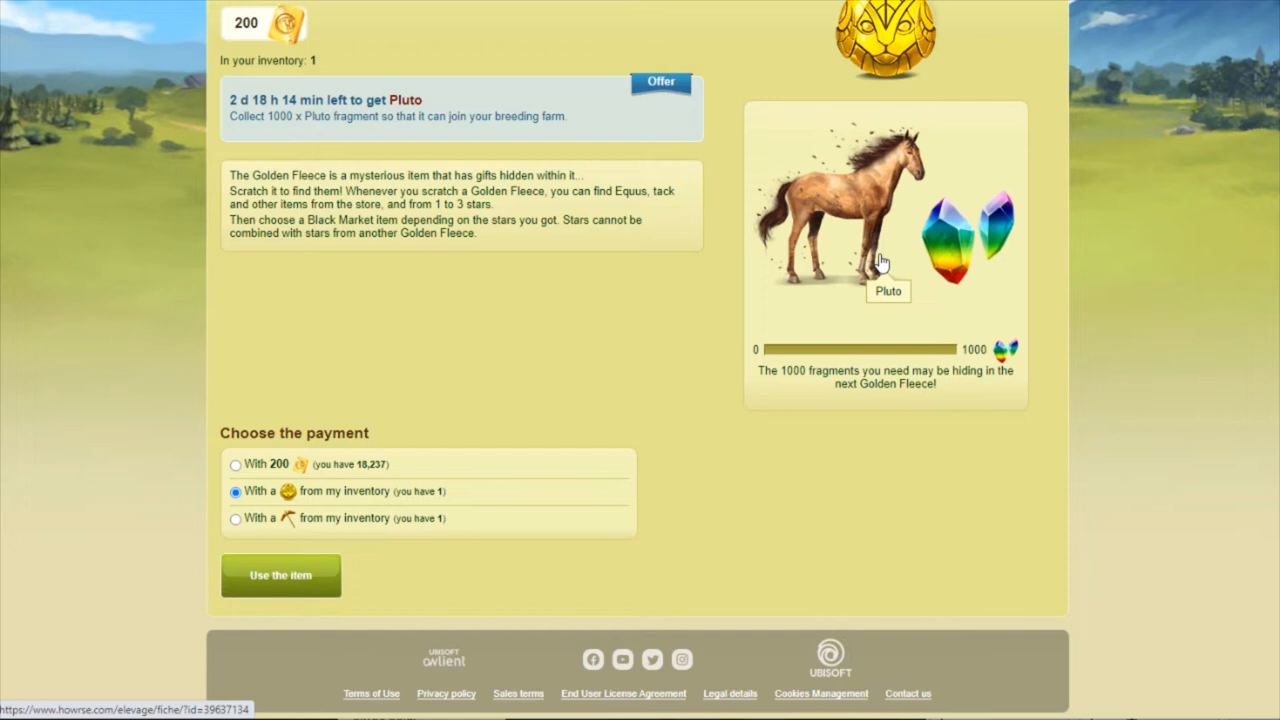 200
In your inventory: 1
Offer
2 d 18 h 14 min left to get Pluto
Collect 1000 x Pluto fragment so that it can join your breeding farm.
The Golden Fleece is a mysterious item that has gifts hidden within it...
Scratch it to find them! Whenever you scratch a Golden Fleece, you can find Equus, tack
and other items from the store, and from 1 to 3 stars.
Then choose a Black Market item depending on the stars you got. Stars cannot be
combined with stars from another Golden Fleece.
Pluto
0 1000
The 1000 fragments you need may be hiding in the
next Golden Fleece!
Choose the payment
With 200 (you have 18,237)
With a from my inventory (you have 1)
With a from my inventory (you have 1)
Use the item
UBISOFT
owlient
UBISOFT
Terms of Use Privacy policy Sales terms End User License Agreement Legal details Cookies Management Contact us
https://www.howrse.com/elevage/fiche/?id=39637134